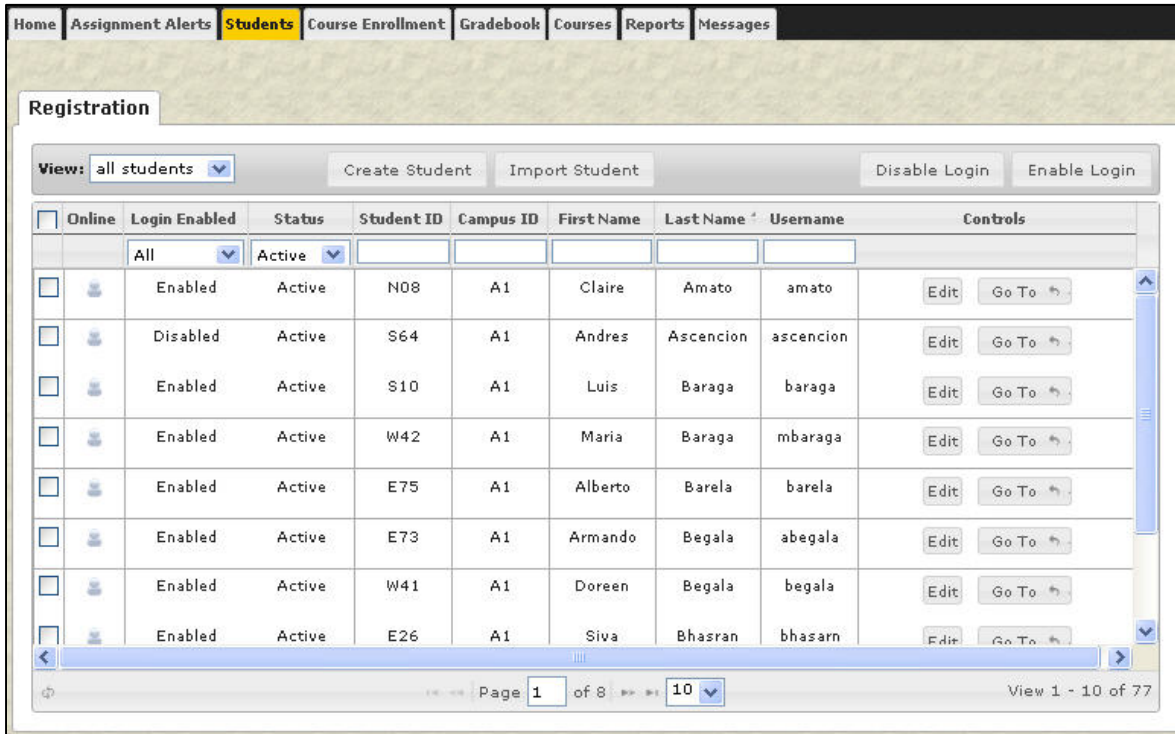 Home Assignment Alerts Students Course Enrollment Gradebook Courses Reports Messages
Registration
View: all students Create Student Import Student Disable Login Enable Login
Online Login Enabled Status Student ID Campus ID First Name Last Name Username Controls
All Active
Enabled Active N08 A1 Claire Amato amato Edit Go To
Disabled Active S64 A1 Andres Ascencion ascencion Edit Go To
Enabled Active S10 A1 Luis Baraga baraga Edit Go To
Enabled Active W42 A1 Maria Baraga mbaraga Edit Go To
Enabled Active E75 A1 Alberto Barela barela Edit Go To
Enabled Active E73 A1 Armando Begala abegala Edit Go To
Enabled Active W41 A1 Doreen Begala begala Edit Go To
Enabled Active E26 A1 Siva Bhasran bhasarn Edit Go To
Page 1 of 8 10 View 1 - 10 of 77